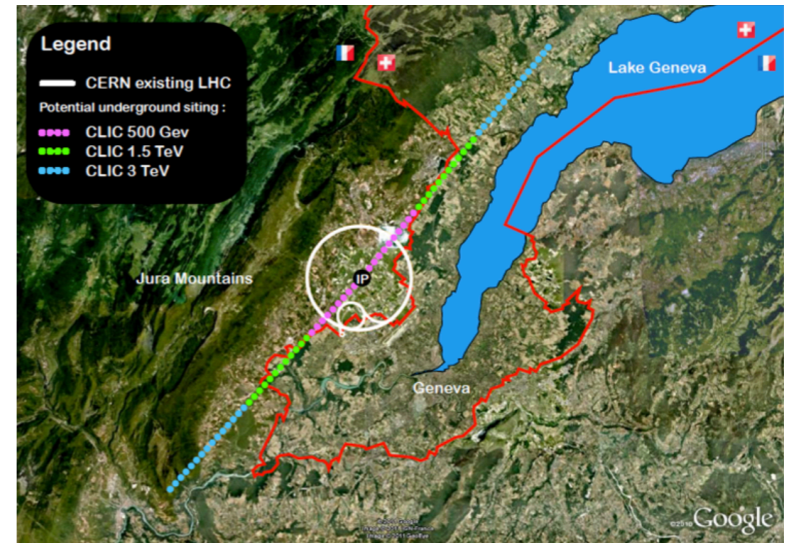 Legend
CERN existing LHC
Potential underground siting :
CLIC 500 Gev
CLIC 1.5 TeV
CLIC 3 TeV
Lake Geneva
Jura Mountains
IP
Geneva
Google